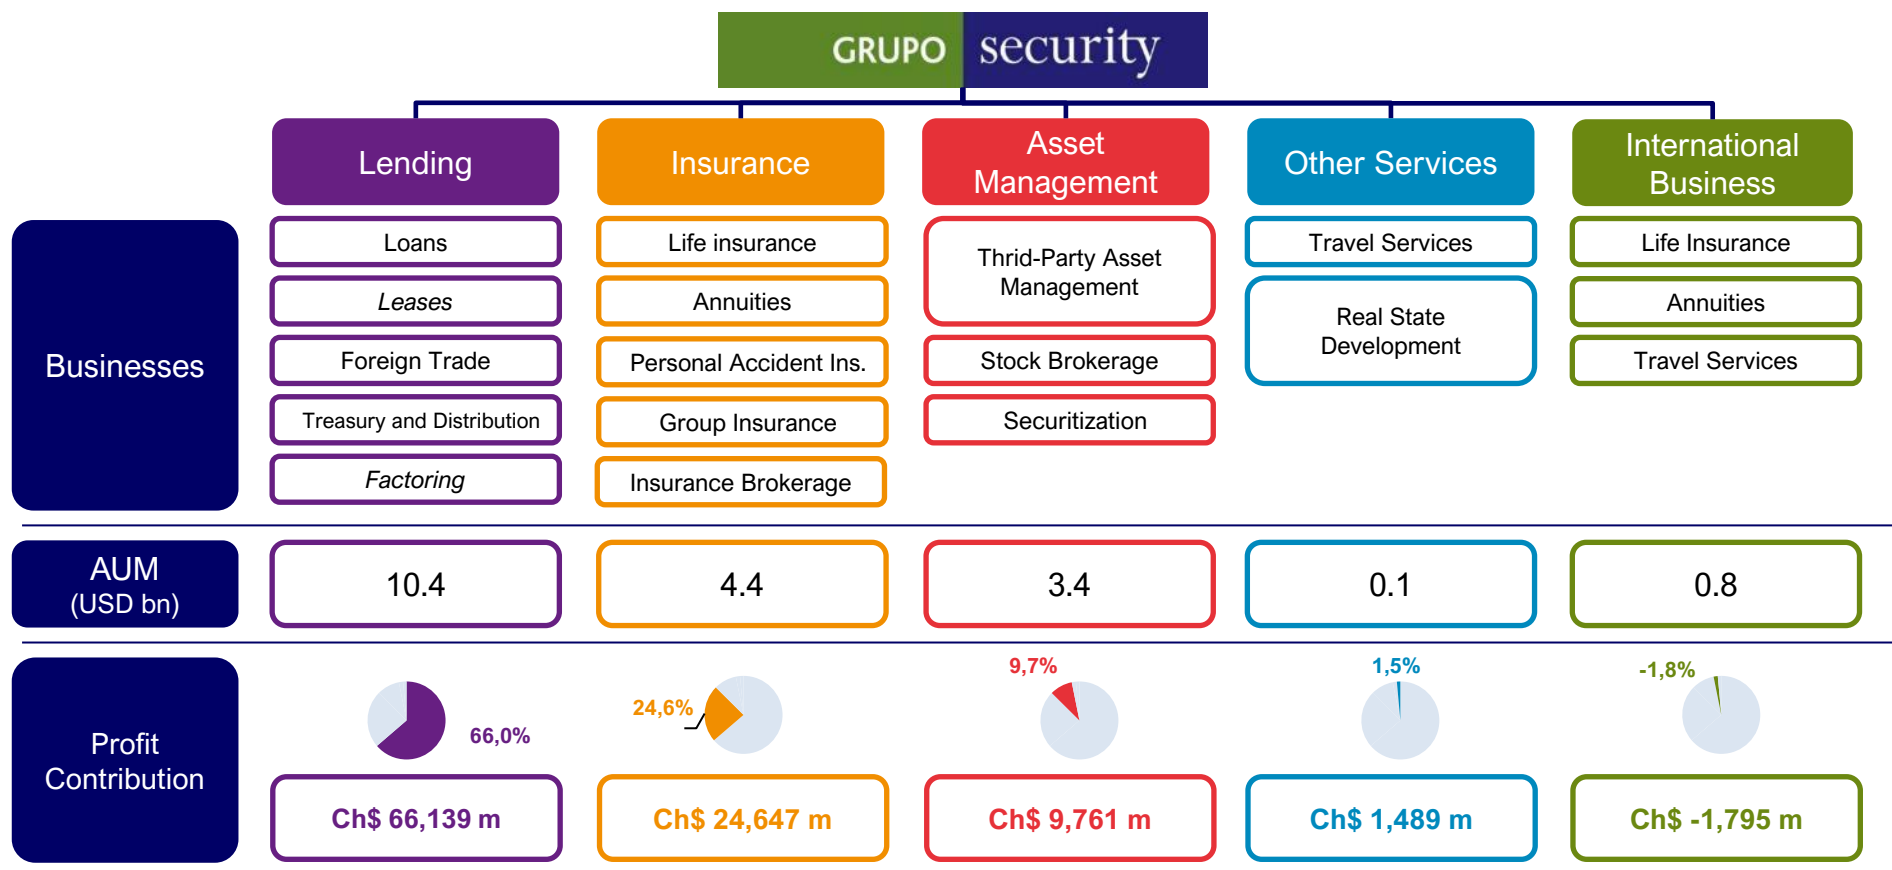 GRUPO security
Lending
Insurance
Asset
Management
Other Services
International
Business
Businesses
Loans
Leases
Foreign Trade
Treasury and Distribution
Factoring
Life insurance
Annuities
Personal Accident Ins.
Group Insurance
Insurance Brokerage
Thrid-Party Asset
Management
Stock Brokerage
Securitization
Travel Services
Real State
Development
Life Insurance
Annuities
Travel Services
AUM
(USD bn)
10.4
4.4
3.4
0.1
0.8
Profit
Contribution
66,0%
24,6%
9,7%
1,5%
-1,8%
Ch$ 66,139 m
Ch$ 24,647 m
Ch$ 9,761 m
Ch$ 1,489 m
Ch$ -1,795 m